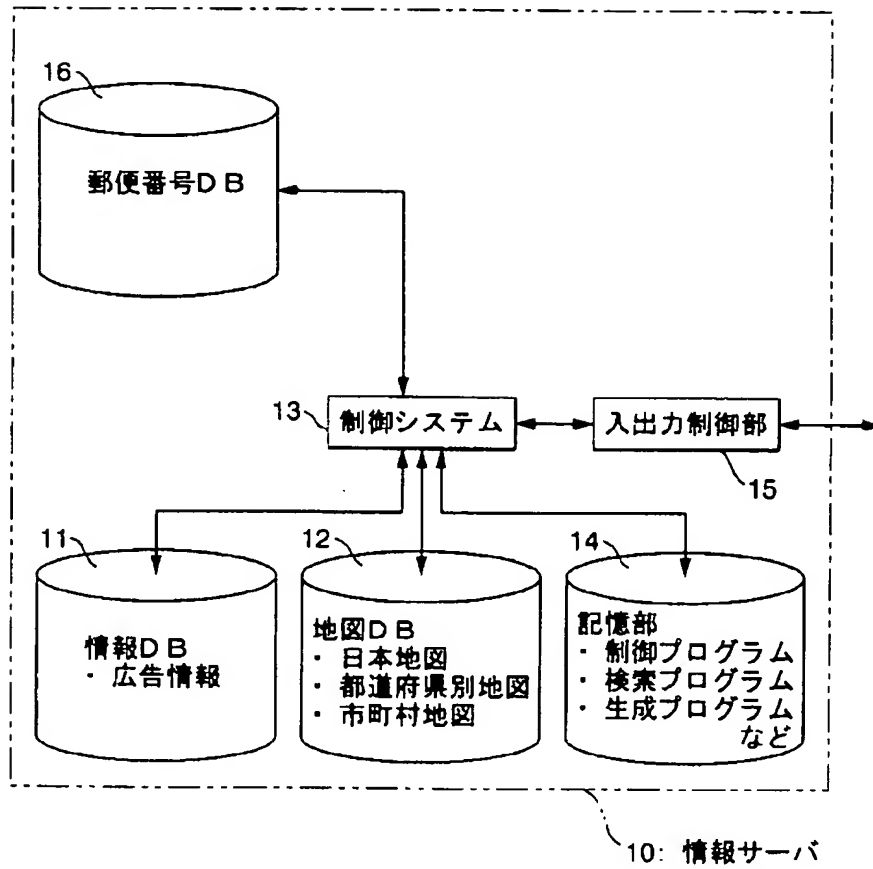 16
郵便番号DB
13
制御システム
入出力制御部
15
11
情報DB
・広告情報
12
地図DB
・日本地図
・都道府県別地図
・市町村地図
14
記憶部
・制御プログラム
・検索プログラム
・生成プログラム
など
10: 情報サーバ